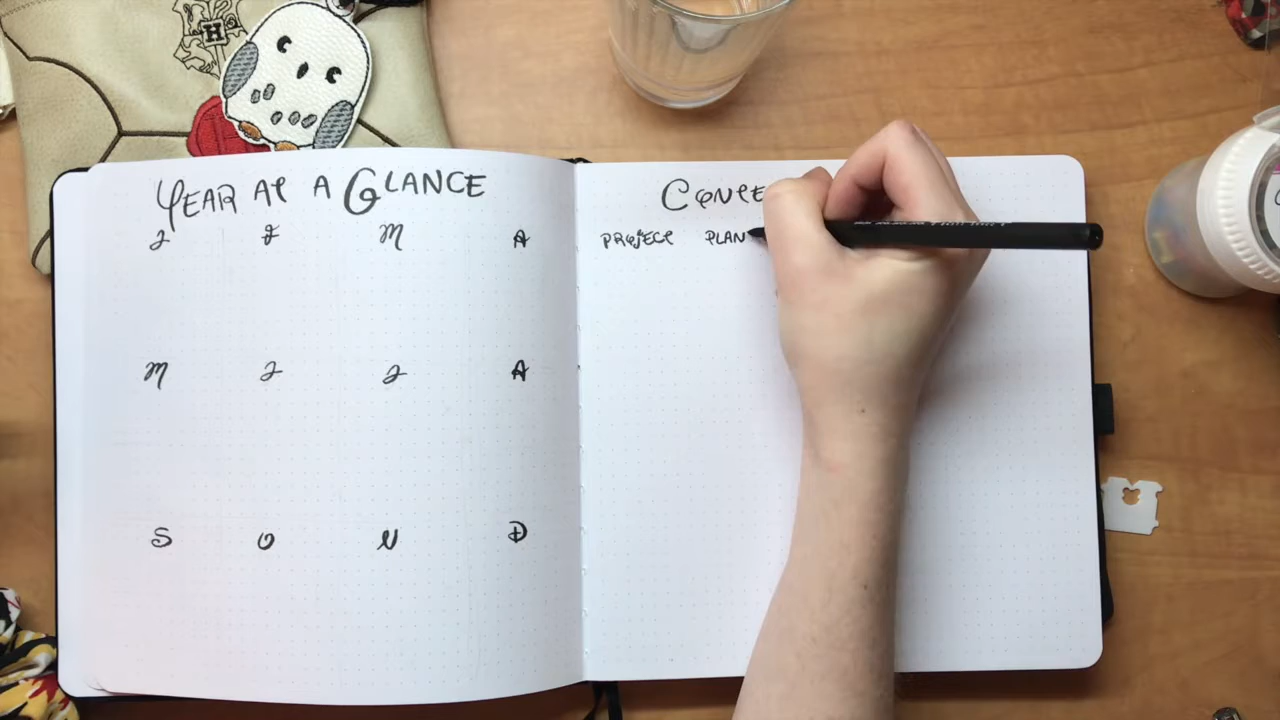 H
YEAR AT A GLANCE
J F M A
M J J A
S O N D
PROJECT PLAN